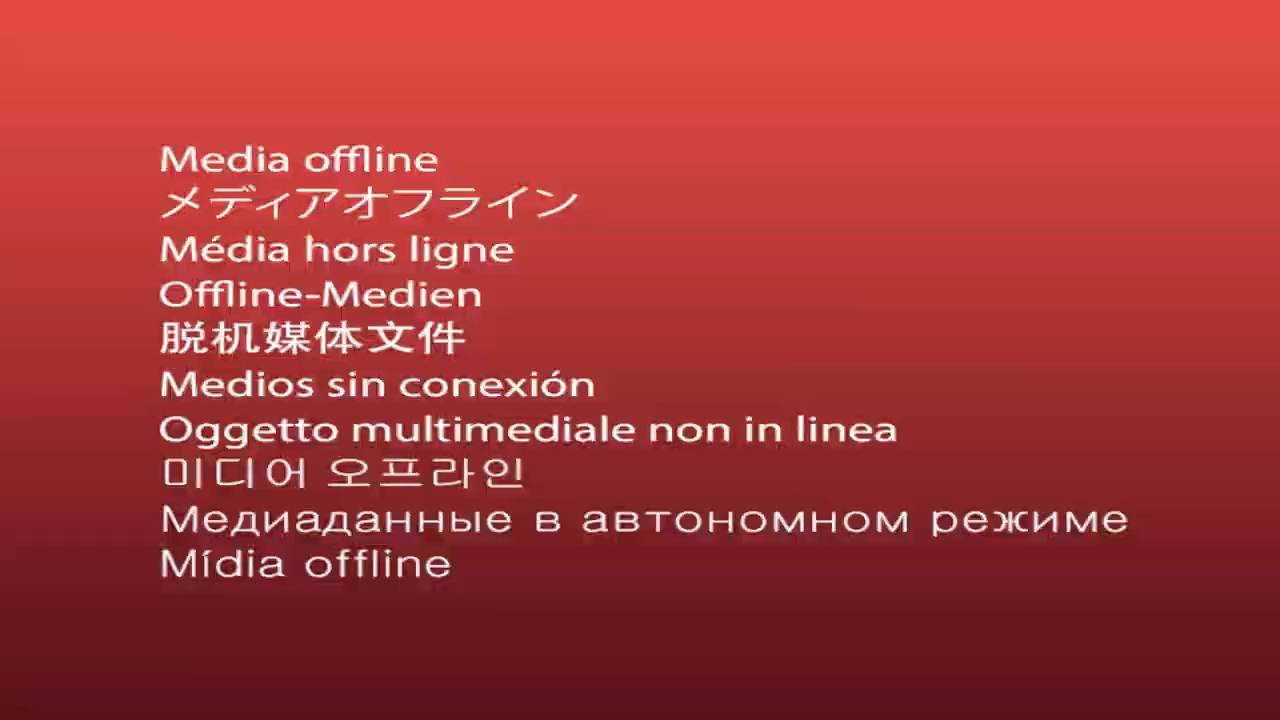 Media offline
メディアオフライン
Média hors ligne
Offline-Medien
脱机媒体文件
Medios sin conexión
Oggetto multimediale non in linea
미디어 오프라인
Медиаданные в автономном режиме
Mídia offline